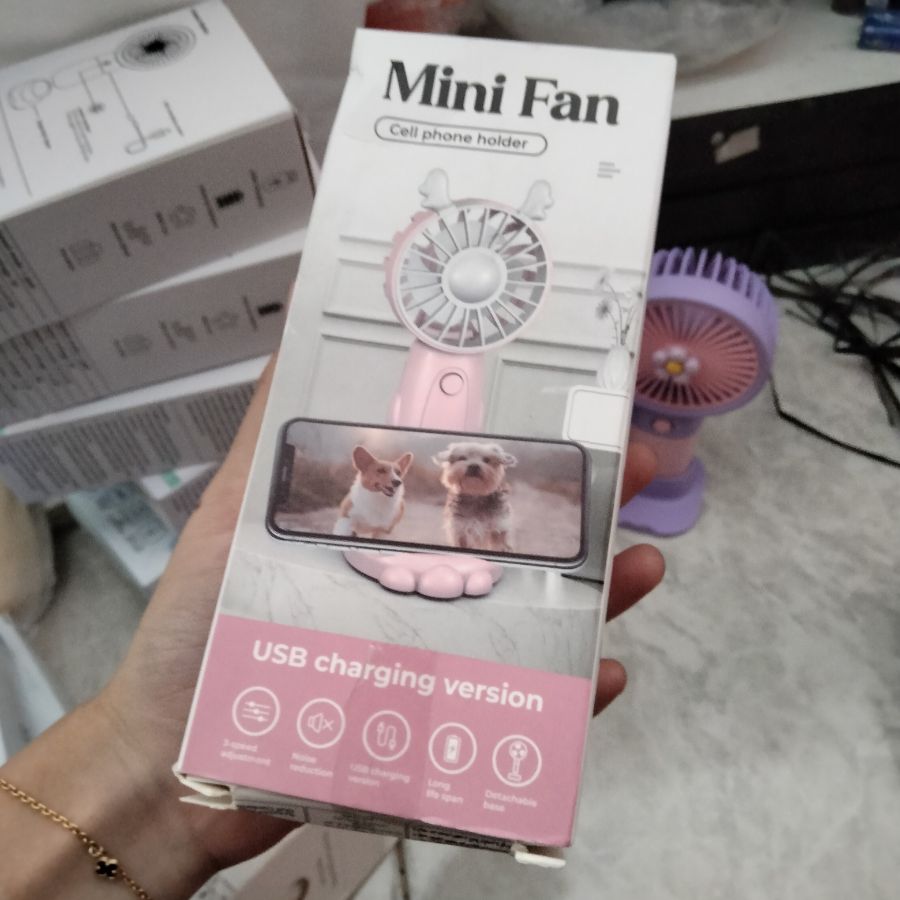 Mini Fan
Cell phone holder
USB charging version
3-speed
adjustment
Noise
reduction
USB charging
version
Long
life span
Detachable
base